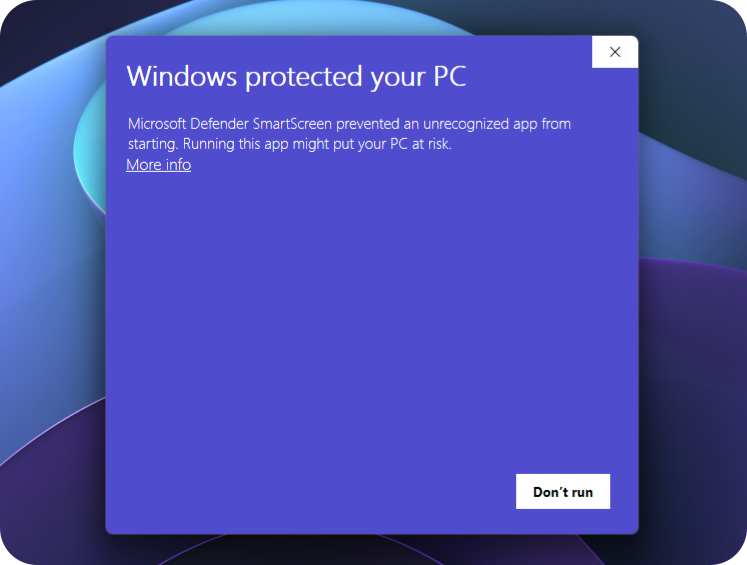 Windows protected your PC
Microsoft Defender SmartScreen prevented an unrecognized app from
starting. Running this app might put your PC at risk.
More info
Don't run